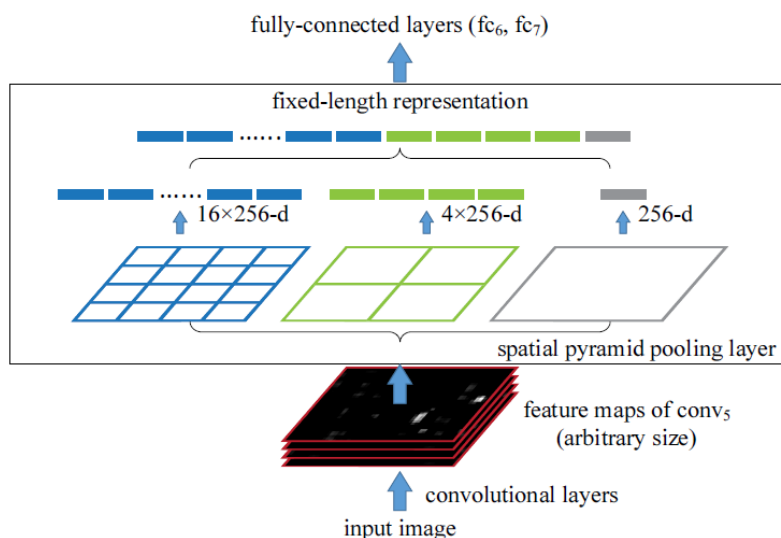 fully-connected layers (fc₆, fc₇)
fixed-length representation
......
......
16×256-d
4×256-d
256-d
spatial pyramid pooling layer
feature maps of conv₅
(arbitrary size)
convolutional layers
input image